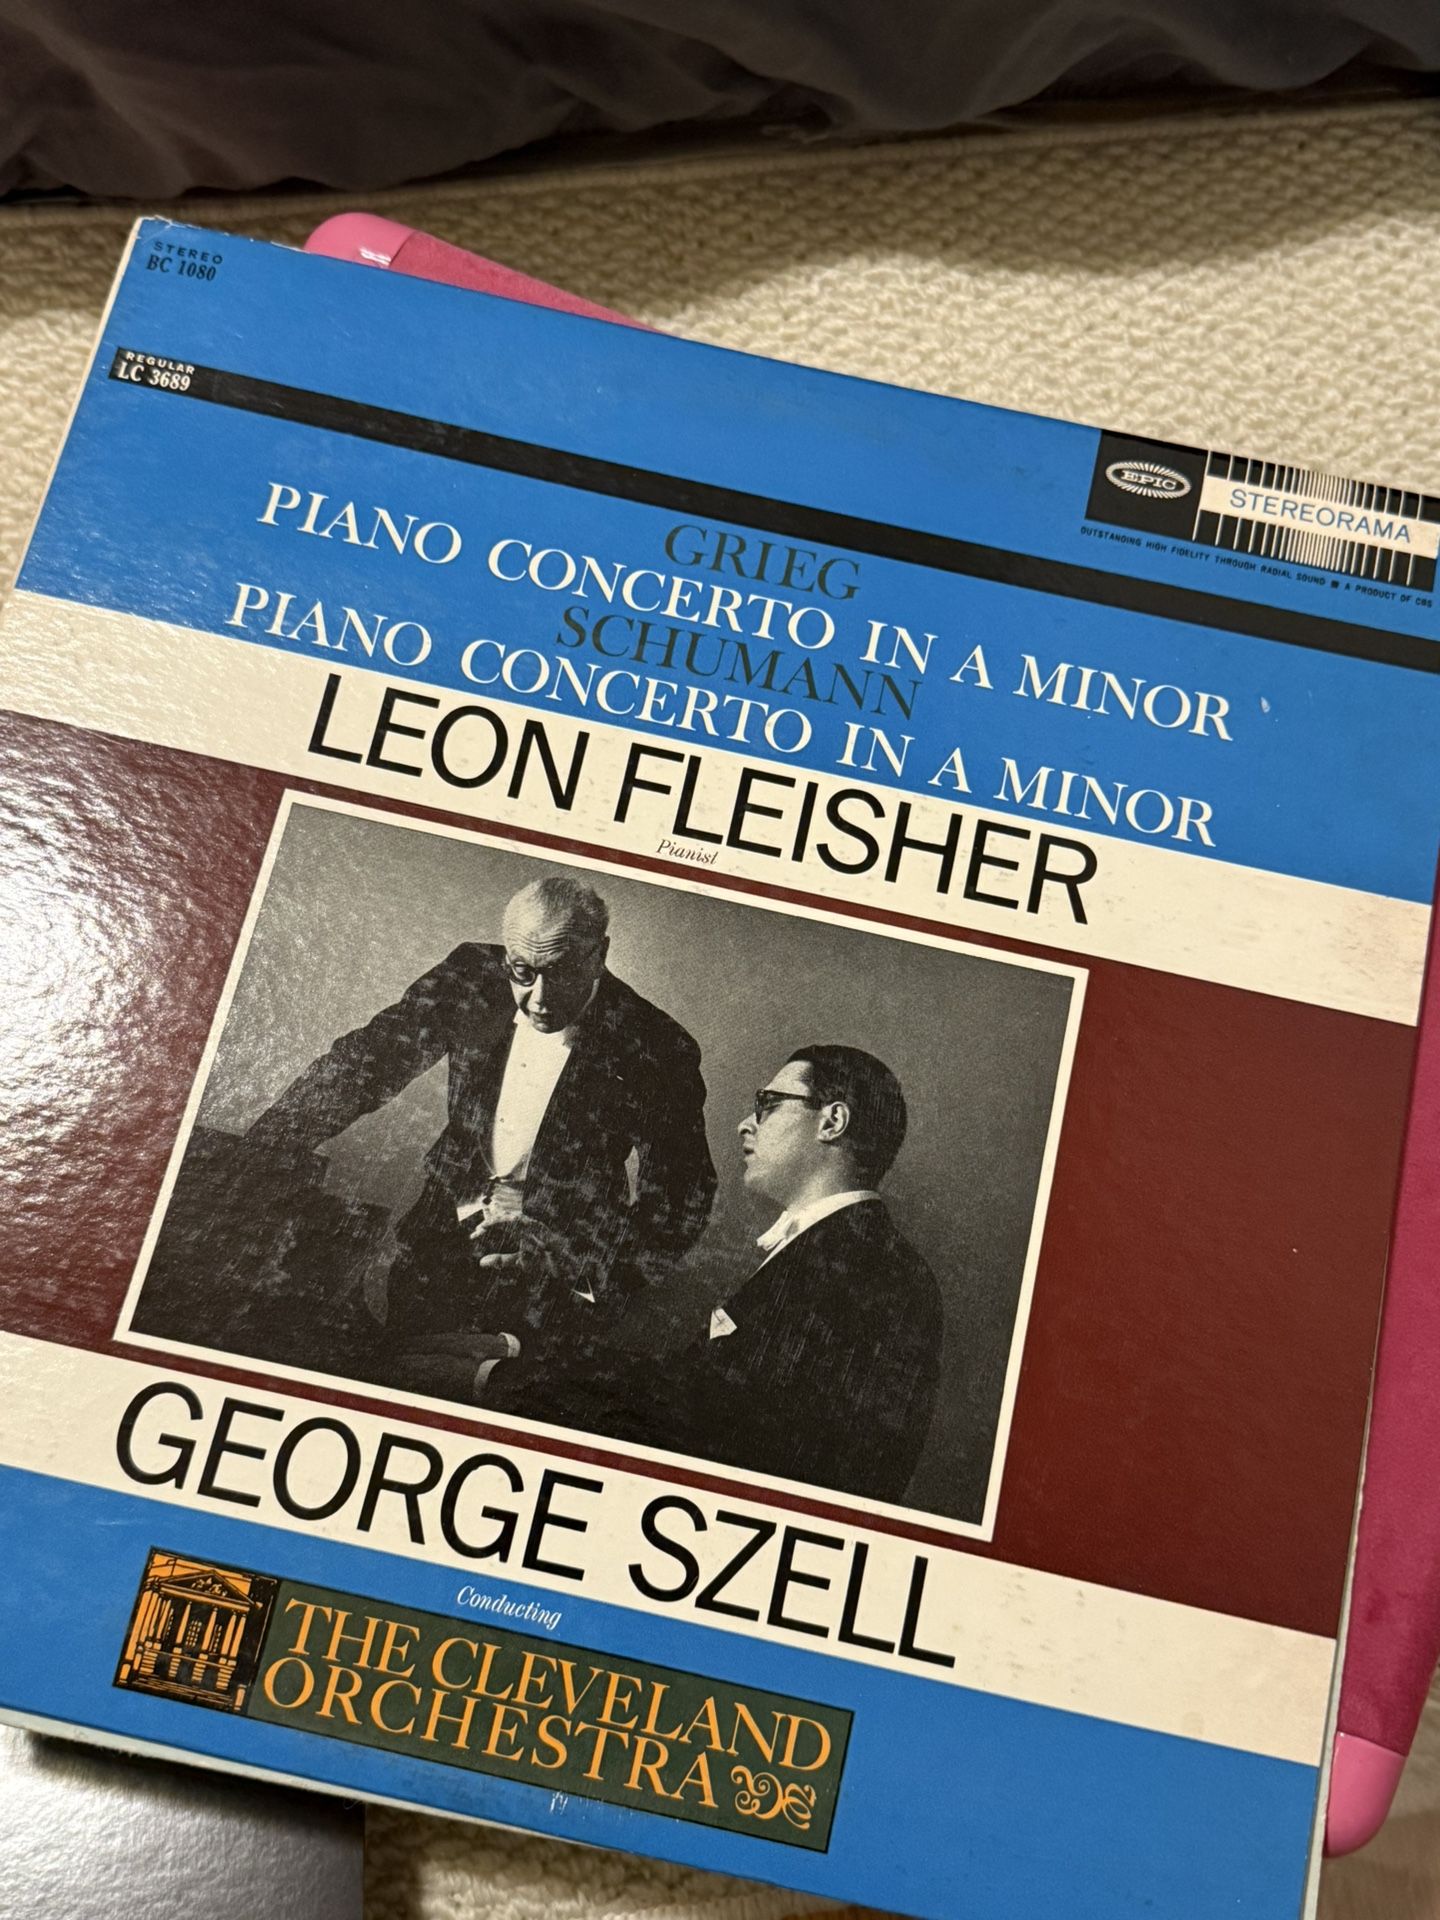 STEREO
BC 1080
REGULAR
LC 3689
EPIC
STEREORAMA
OUTSTANDING HIGH FIDELITY THROUGH RADIAL SOUND ■ A PRODUCT OF CBS
GRIEG
PIANO CONCERTO IN A MINOR
SCHUMANN
PIANO CONCERTO IN A MINOR
LEON FLEISHER
Pianist
GEORGE SZELL
Conducting
THE CLEVELAND
ORCHESTRA